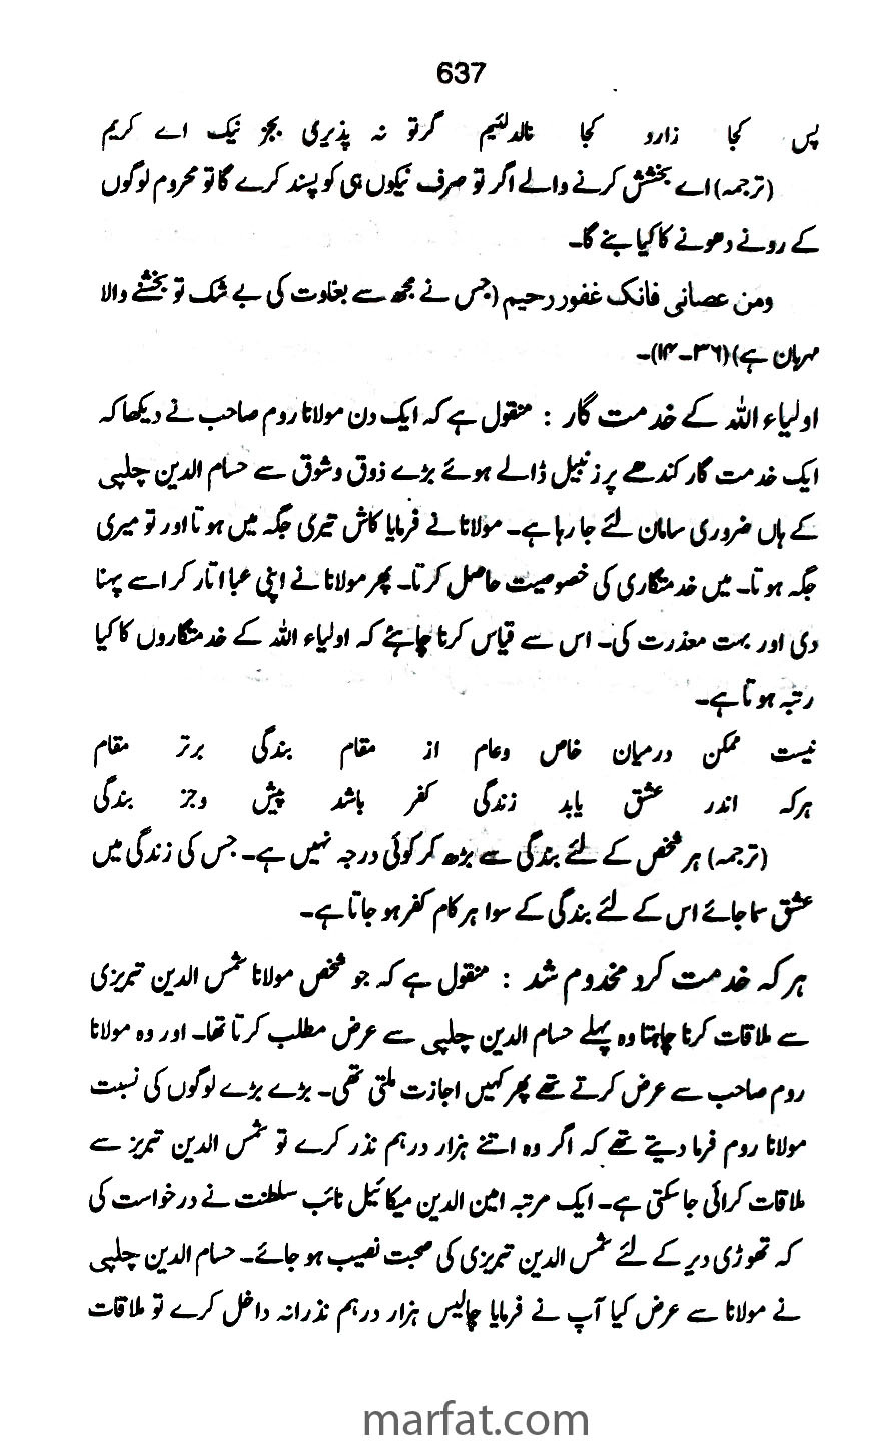 637
پس کجا زارد کجا نالد لئیم گر تو نہ پذیری بجز نیک اے کریم
(ترجمہ) اے بخشش کرنے والے اگر تو صرف نیکوں ہی کو پسند کرے گا تو محروم لوگوں
کے رونے دھونے کا کیا بنے گا۔
ومن عصانی فانک غفور رحیم (جس نے مجھ سے بغاوت کی بے شک تو بخشنے والا
مہربان ہے) (۳۶-۱۴)۔
اولیاء اللہ کے خدمت گار : منقول ہے کہ ایک دن مولانا روم صاحب نے دیکھا کہ
ایک خدمت گار کندھے پر زنبیل ڈالے ہوئے بڑے ذوق و شوق سے حسام الدین چلپی
کے ہاں ضروری سامان لئے جا رہا ہے۔ مولانا نے فرمایا کاش تیری جگہ میں ہوتا اور تو میری
جگہ ہوتا۔ میں خدمتگاری کی خصوصیت حاصل کرتا۔ پھر مولانا نے اپنی عبا اتار کر اسے پہنا
دی اور بہت معذرت کی۔ اس سے قیاس کرنا چاہئے کہ اولیاء اللہ کے خدمتگاروں کا کیا
رتبہ ہوتا ہے۔
نیست ممکن درمیان خاص وعام از مقام بندگی برتر مقام
ہرکہ اندر عشق یابد زندگی کفر باشد پیش وجز بندگی
(ترجمہ) ہر شخص کے لئے بندگی سے بڑھ کر کوئی درجہ نہیں ہے۔ جس کی زندگی میں
عشق سما جائے اس کے لئے بندگی کے سوا ہر کام کفر ہو جاتا ہے۔
ہر کہ خدمت کرد مخدوم شد : منقول ہے کہ جو شخص مولانا شمس الدین تبریزی
سے ملاقات کرنا چاہتا وہ پہلے حسام الدین چلپی سے عرض مطلب کرتا تھا۔ اور وہ مولانا
روم صاحب سے عرض کرتے تھے پھر کہیں اجازت ملتی تھی۔ بڑے بڑے لوگوں کی نسبت
مولانا روم فرما دیتے تھے کہ اگر وہ اتنے ہزار درہم نذر کرے تو شمس الدین تبریز سے
ملاقات کرائی جا سکتی ہے۔ ایک مرتبہ امین الدین میکائیل نائب سلطنت نے درخواست کی
کہ تھوڑی دیر کے لئے شمس الدین تبریزی کی صحبت نصیب ہو جائے۔ حسام الدین چلپی
نے مولانا سے عرض کیا آپ نے فرمایا چالیس ہزار درہم نذرانہ داخل کرے تو ملاقات
marfat.com